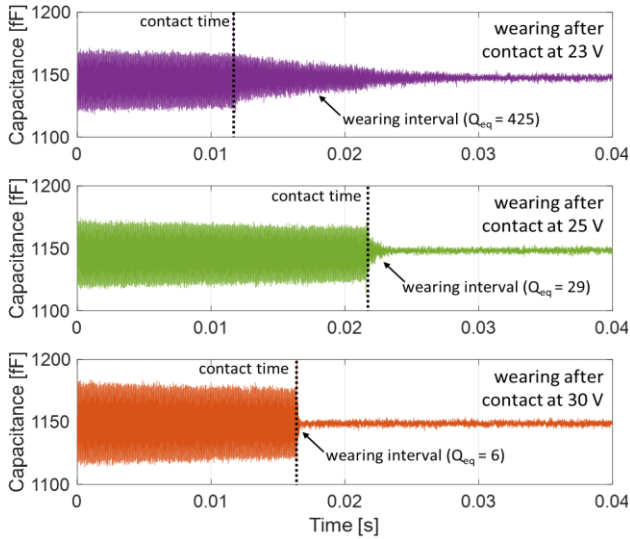 1200
contact time
wearing after
contact at 23 V
Capacitance [fF]
1150
wearing interval (Qeq = 425)
1100
0 0.01 0.02 0.03 0.04
1200
contact time
wearing after
contact at 25 V
Capacitance [fF]
1150
wearing interval (Qeq = 29)
1100
0 0.01 0.02 0.03 0.04
1200
contact time
wearing after
contact at 30 V
Capacitance [fF]
1150
wearing interval (Qeq = 6)
1100
0 0.01 0.02 0.03 0.04
Time [s]